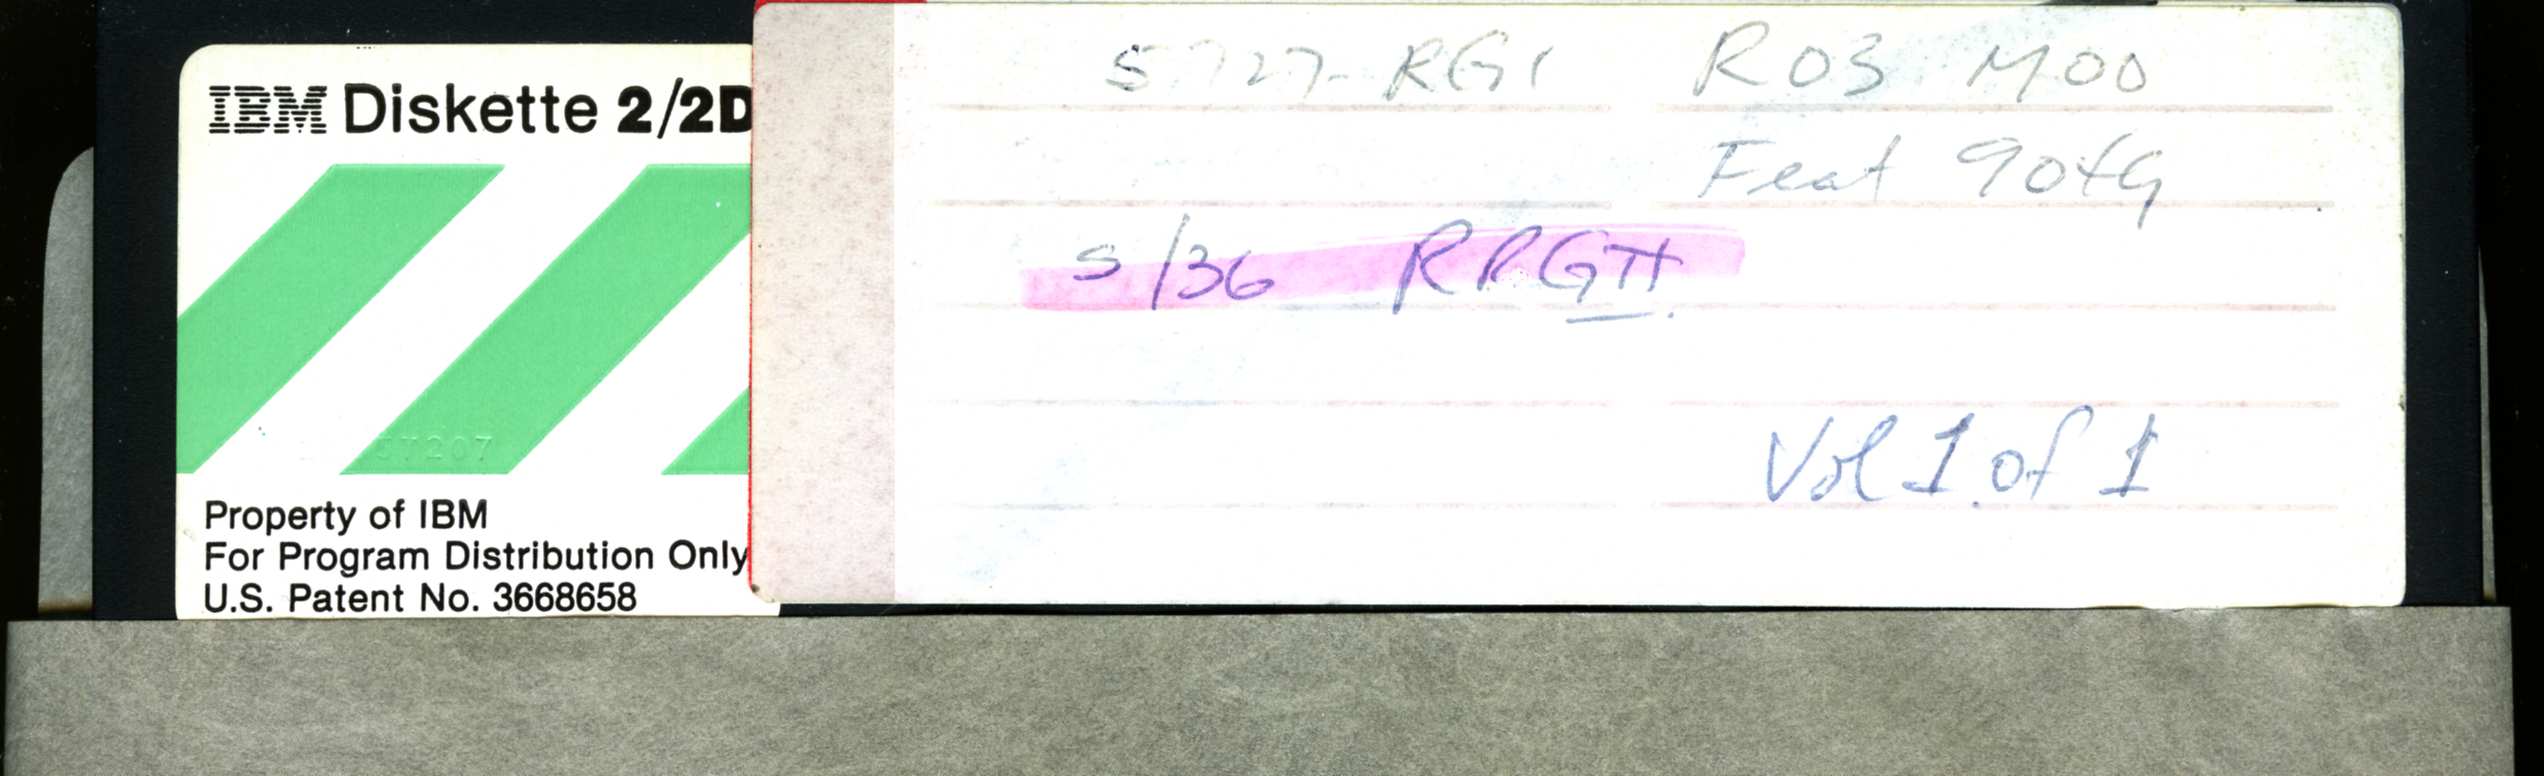 IBM Diskette 2/2D
5727-RG1 R03 M00
Feat
S/36 RPGII
5Y207
Vol 1 of 1
Property of IBM
For Program Distribution Only
U.S. Patent No. 3668658